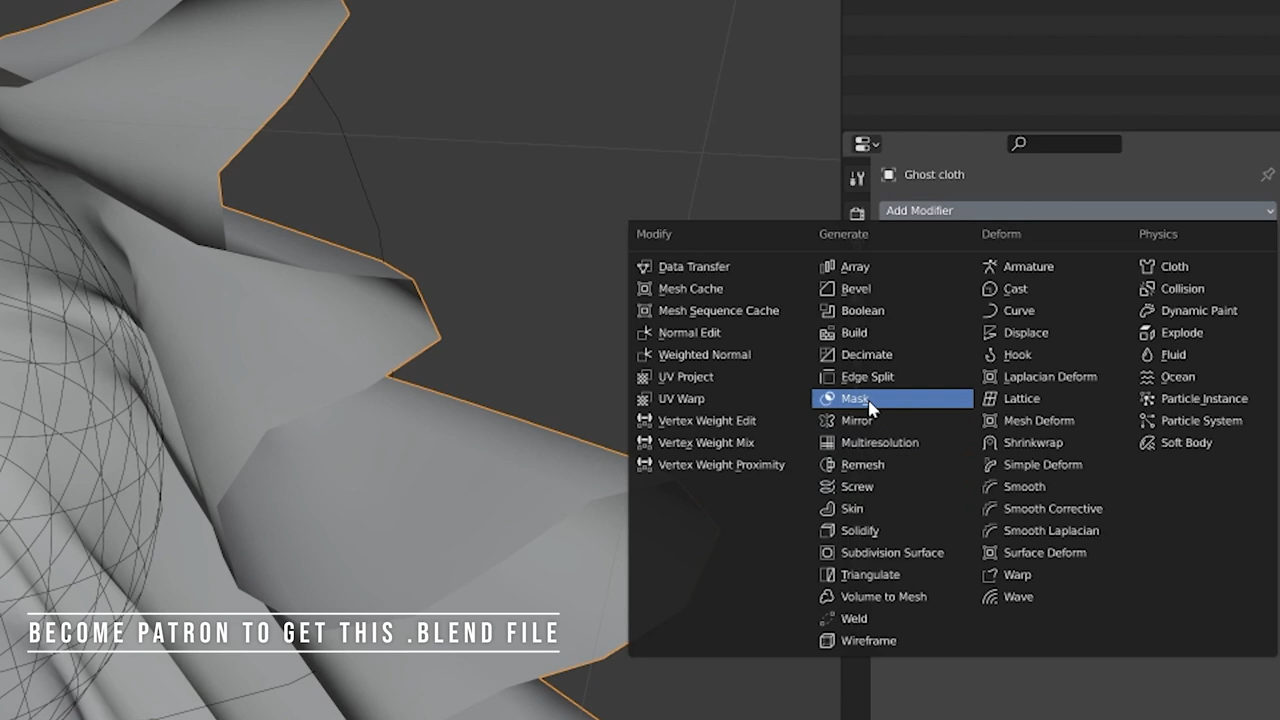 Ghost cloth
Add Modifier
Modify
Data Transfer
Mesh Cache
Mesh Sequence Cache
Normal Edit
Weighted Normal
UV Project
UV Warp
Vertex Weight Edit
Vertex Weight Mix
Vertex Weight Proximity
Generate
Array
Bevel
Boolean
Build
Decimate
Edge Split
Mask
Mirror
Multiresolution
Remesh
Screw
Skin
Solidify
Subdivision Surface
Triangulate
Volume to Mesh
Weld
Wireframe
Deform
Armature
Cast
Curve
Displace
Hook
Laplacian Deform
Lattice
Mesh Deform
Shrinkwrap
Simple Deform
Smooth
Smooth Corrective
Smooth Laplacian
Surface Deform
Warp
Wave
Physics
Cloth
Collision
Dynamic Paint
Explode
Fluid
Ocean
Particle Instance
Particle System
Soft Body
BECOME PATRON TO GET THIS .BLEND FILE